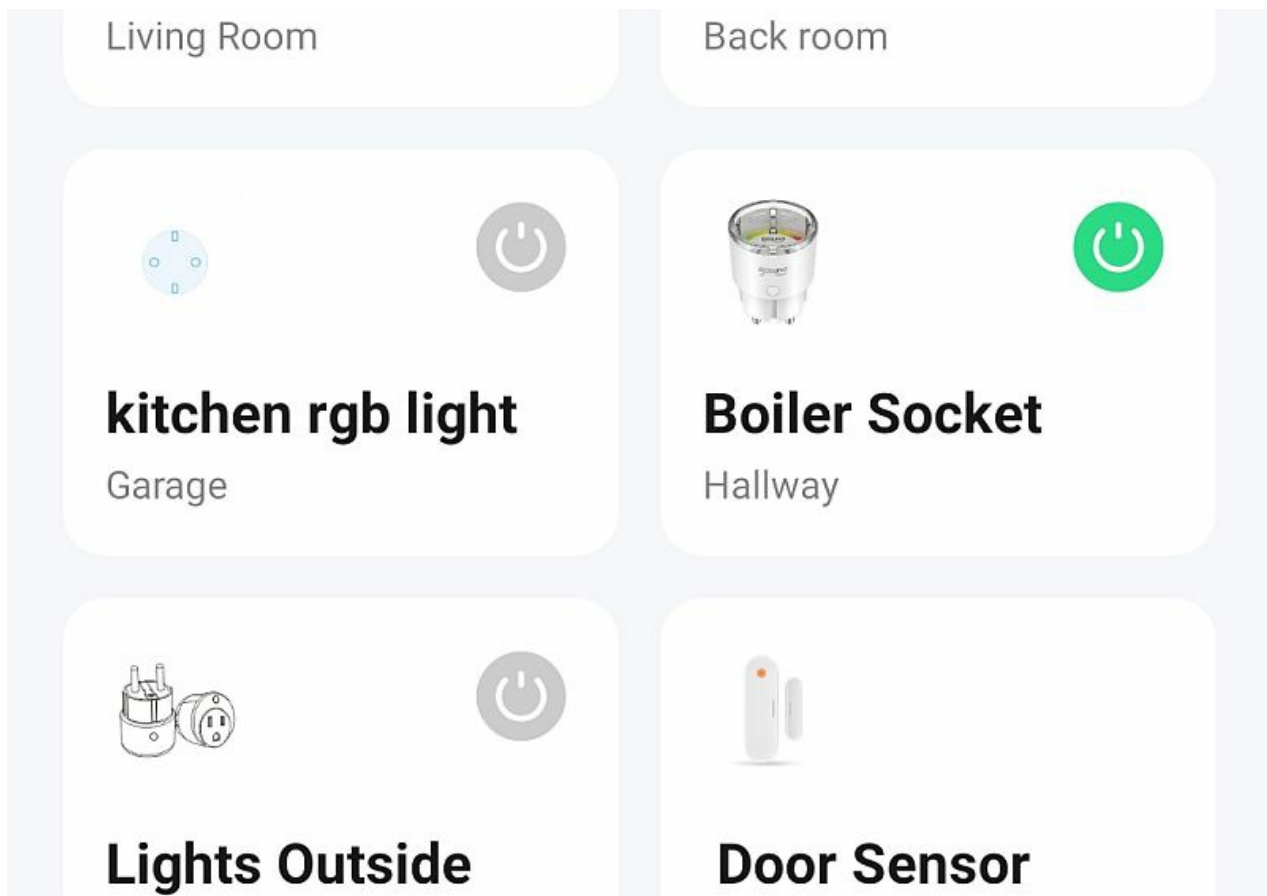 Living Room
Back room
kitchen rgb light
Garage
Boiler Socket
Hallway
Lights Outside
Door Sensor